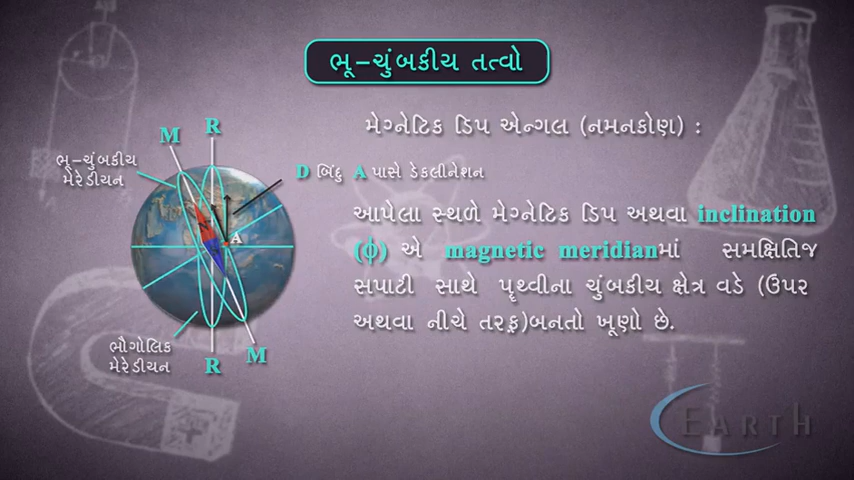 ભૂ-ચુંબકીય તત્વો
મેગ્નેટિક ડિપ એન્ગલ (નમનકોણ) :
M
R
ભૂ-ચુંબકીય
મેરેડીયન
D બિંદુ A પાસે ડેકલીનેશન
આપેલા સ્થળે મેગ્નેટિક ડિપ અથવા inclination
(ϕ) એ magnetic meridianમાં સમક્ષિતિજ
સપાટી સાથે પૃથ્વીના ચુંબકીય ક્ષેત્ર વડે (ઉપર
અથવા નીચે તરફ)બનતો ખૂણો છે.
A
ભૌગોલિક
મેરેડીયન
R
M
EARTH